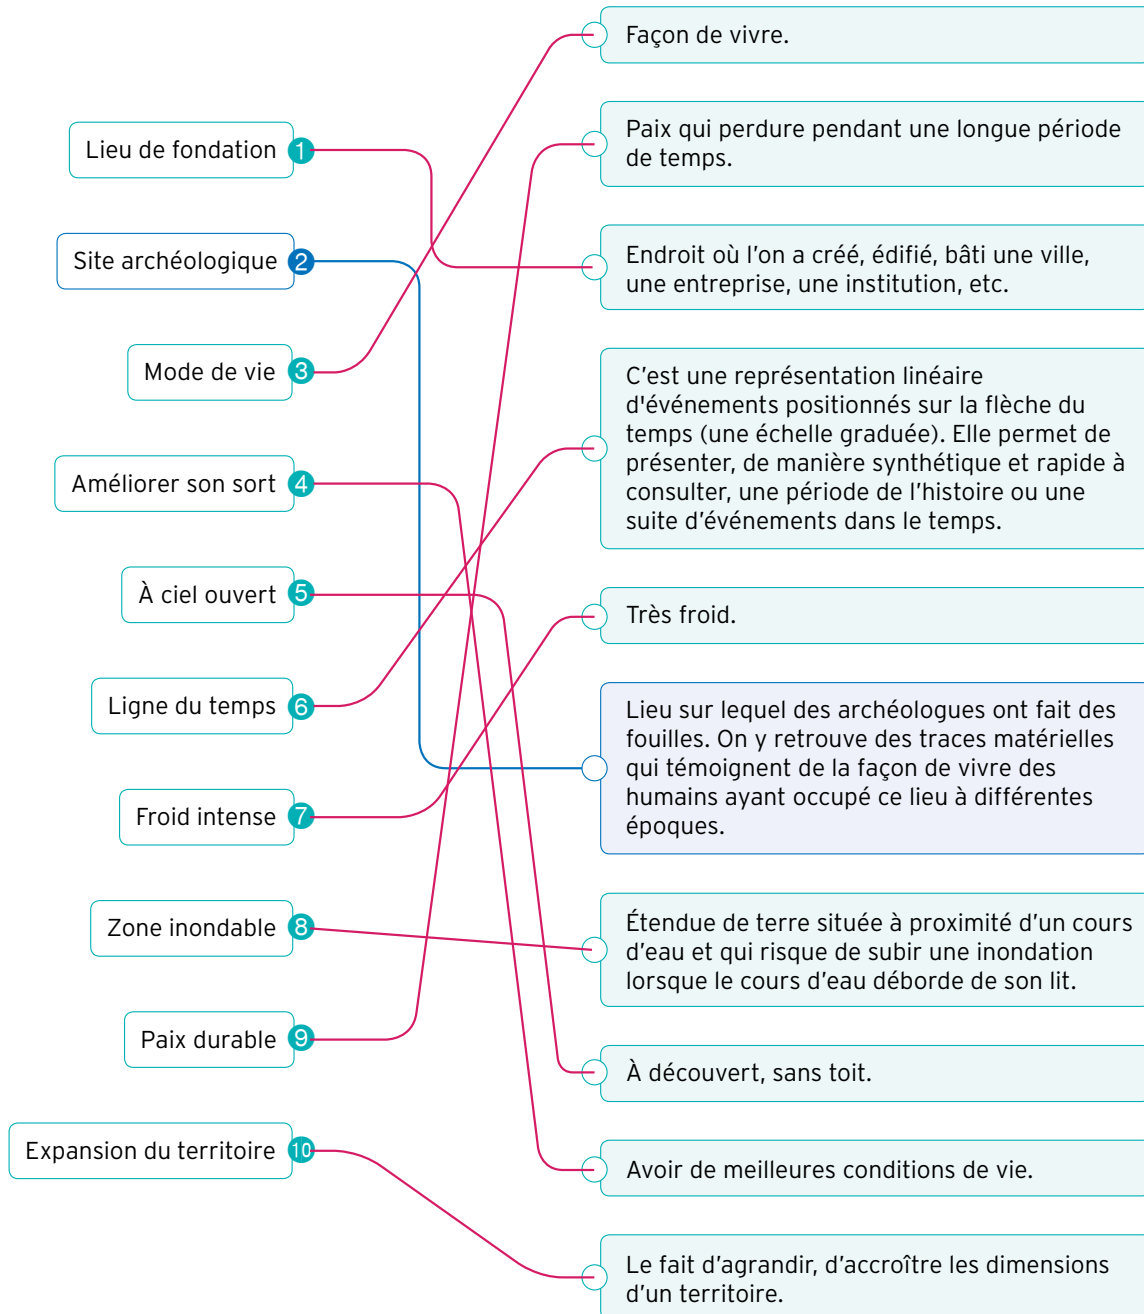 Lieu de fondation 1
Site archéologique 2
Mode de vie 3
Améliorer son sort 4
À ciel ouvert 5
Ligne du temps 6
Froid intense 7
Zone inondable 8
Paix durable 9
Expansion du territoire 10
Façon de vivre.
Paix qui perdure pendant une longue période
de temps.
Endroit où l’on a créé, édifié, bâti une ville,
une entreprise, une institution, etc.
C’est une représentation linéaire
d'événements positionnés sur la flèche du
temps (une échelle graduée). Elle permet de
présenter, de manière synthétique et rapide à
consulter, une période de l’histoire ou une
suite d’événements dans le temps.
Très froid.
Lieu sur lequel des archéologues ont fait des
fouilles. On y retrouve des traces matérielles
qui témoignent de la façon de vivre des
humains ayant occupé ce lieu à différentes
époques.
Étendue de terre située à proximité d’un cours
d’eau et qui risque de subir une inondation
lorsque le cours d’eau déborde de son lit.
À découvert, sans toit.
Avoir de meilleures conditions de vie.
Le fait d’agrandir, d’accroître les dimensions
d’un territoire.